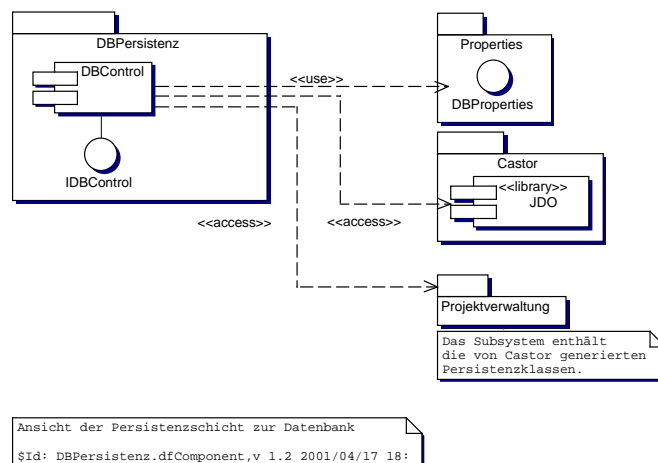 DBPersistenz
DBControl
IDBControl
<<use>>
Properties
DBProperties
Castor
<<library>>
JDO
<<access>>
<<access>>
Projektverwaltung
Das Subsystem enthält
die von Castor generierten
Persistenzklassen.
Ansicht der Persistenzschicht zur Datenbank
$Id: DBPersistenz.dfComponent,v 1.2 2001/04/17 18: